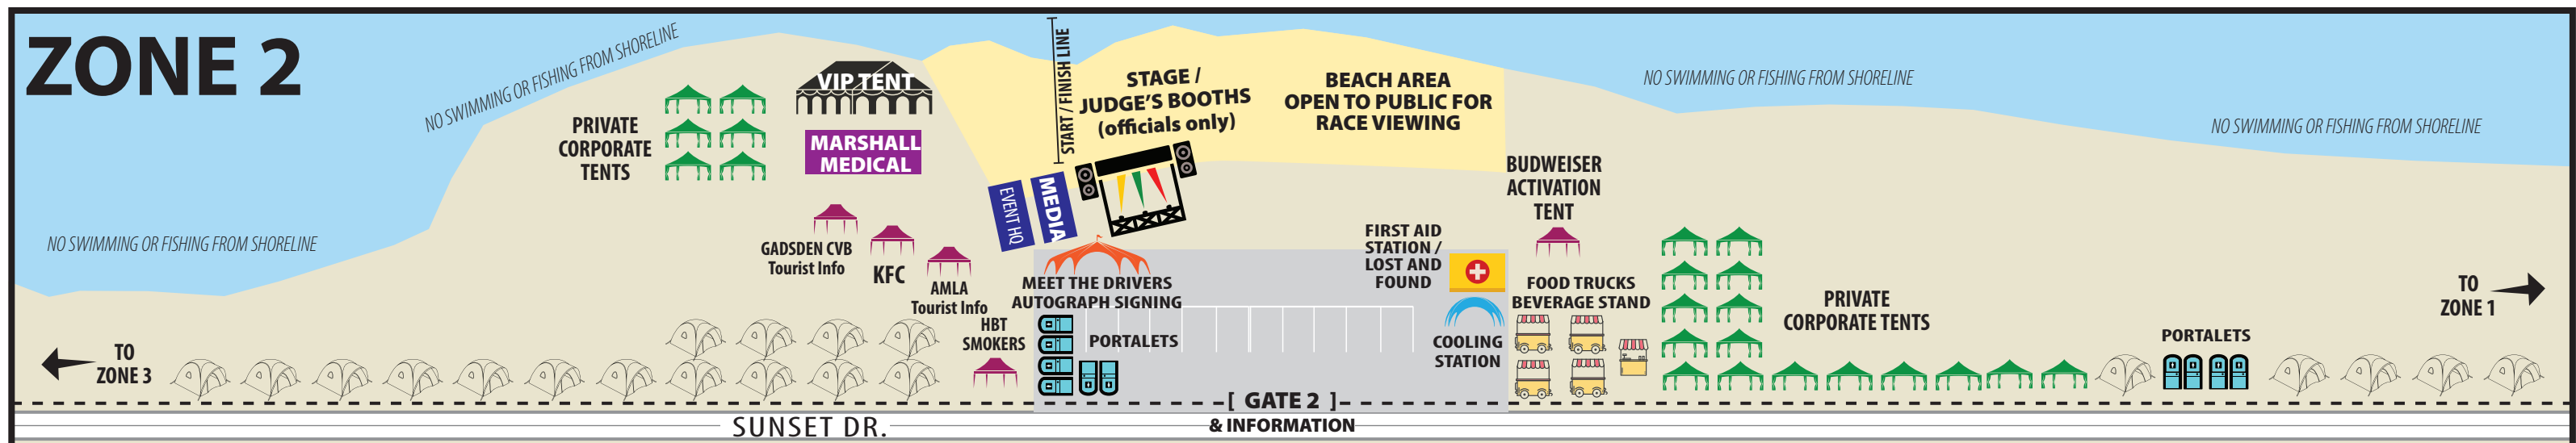 ZONE 2
NO SWIMMING OR FISHING FROM SHORELINE
NO SWIMMING OR FISHING FROM SHORELINE
PRIVATE
CORPORATE
TENTS
VIP TENT
MARSHALL
MEDICAL
START / FINISH LINE
STAGE /
JUDGE'S BOOTHS
(officials only)
BEACH AREA
OPEN TO PUBLIC FOR
RACE VIEWING
NO SWIMMING OR FISHING FROM SHORELINE
NO SWIMMING OR FISHING FROM SHORELINE
EVENT HQ
MEDIA
BUDWEISER
ACTIVATION
TENT
GADSDEN CVB
Tourist Info
KFC
AMLA
Tourist Info
HBT
SMOKERS
MEET THE DRIVERS
AUTOGRAPH SIGNING
PORTALETS
FIRST AID
STATION /
LOST AND
FOUND
COOLING
STATION
FOOD TRUCKS
BEVERAGE STAND
PRIVATE
CORPORATE TENTS
PORTALETS
TO
ZONE 1
TO
ZONE 3
[ GATE 2 ]
& INFORMATION
SUNSET DR.